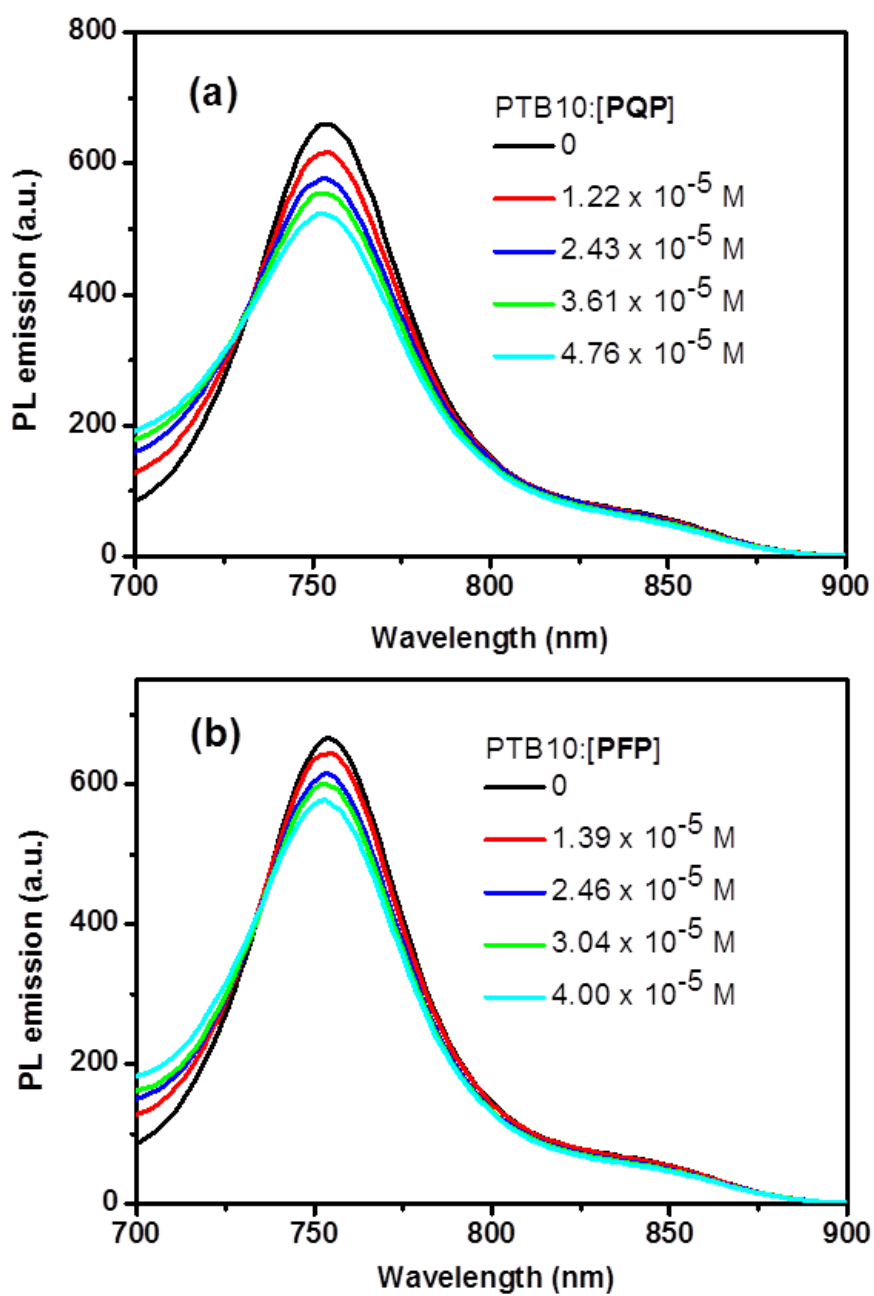 800
600
400
200
0
PL emission (a.u.)
(a)
PTB10:[PQP]
0
1.22 x 10⁻⁵ M
2.43 x 10⁻⁵ M
3.61 x 10⁻⁵ M
4.76 x 10⁻⁵ M
700 750 800 850 900
Wavelength (nm)
600
400
200
0
PL emission (a.u.)
(b)
PTB10:[PFP]
0
1.39 x 10⁻⁵ M
2.46 x 10⁻⁵ M
3.04 x 10⁻⁵ M
4.00 x 10⁻⁵ M
700 750 800 850 900
Wavelength (nm)